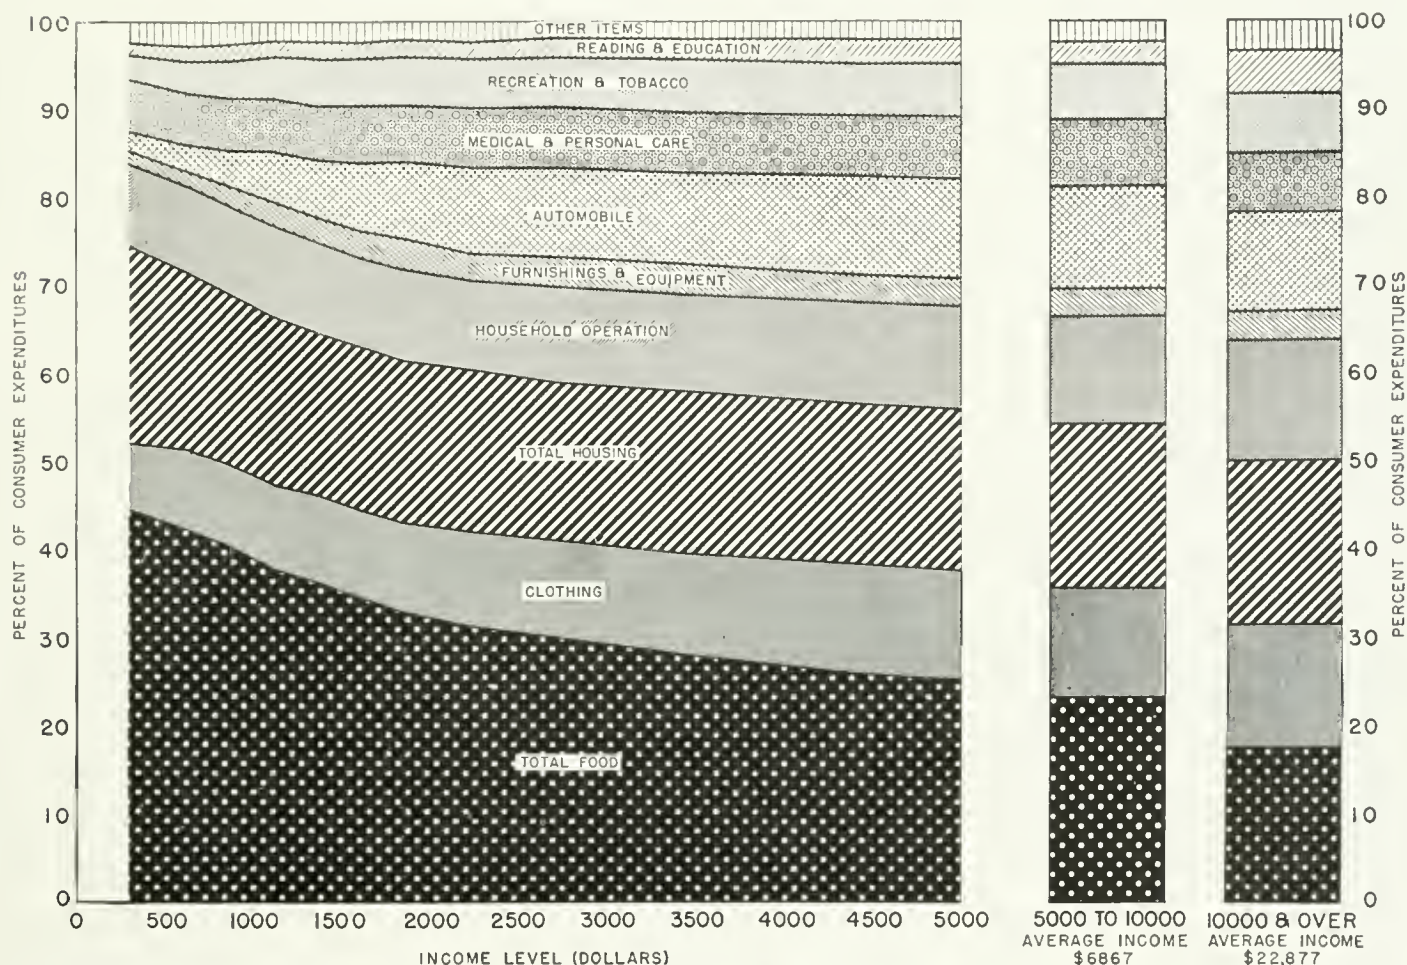 PERCENT OF CONSUMER EXPENDITURES
100
90
80
70
60
50
40
30
20
10
0
OTHER ITEMS
READING & EDUCATION
RECREATION & TOBACCO
MEDICAL & PERSONAL CARE
AUTOMOBILE
FURNISHINGS & EQUIPMENT
HOUSEHOLD OPERATION
TOTAL HOUSING
CLOTHING
TOTAL FOOD
0 500 1000 1500 2000 2500 3000 3500 4000 4500 5000
INCOME LEVEL (DOLLARS)
5000 TO 10000
AVERAGE INCOME
$6867
10000 & OVER
AVERAGE INCOME
$22,877
100
90
80
70
60
50
40
30
20
10
0
PERCENT OF CONSUMER EXPENDITURES